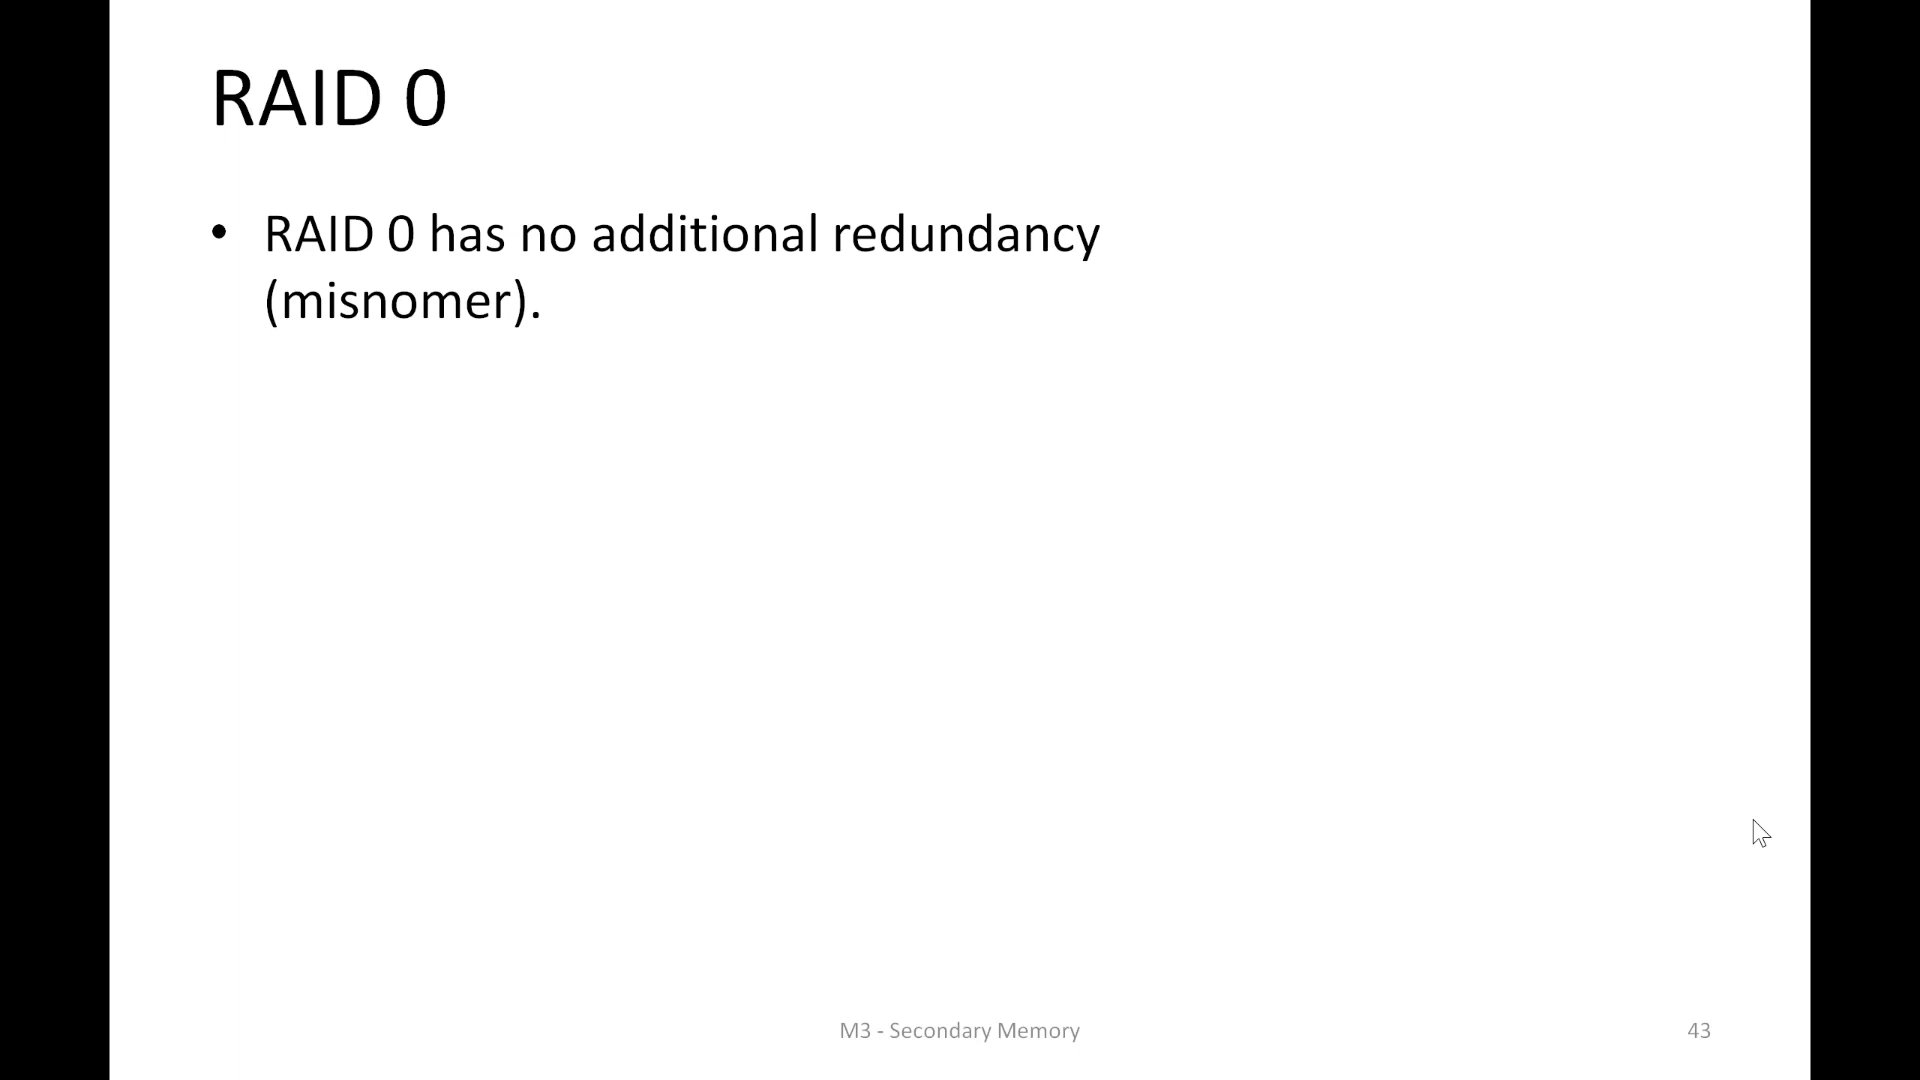 RAID 0
• RAID 0 has no additional redundancy
(misnomer).
M3 - Secondary Memory
43